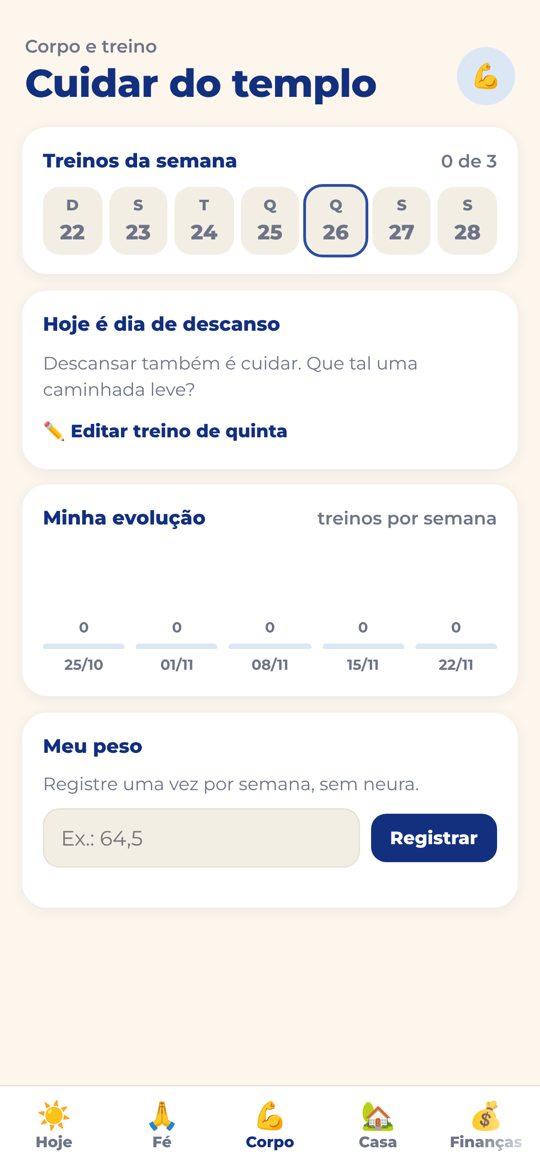 Corpo e treino
Cuidar do templo
💪
Treinos da semana 0 de 3
D S T Q Q S S
22 23 24 25 26 27 28
Hoje é dia de descanso
Descansar também é cuidar. Que tal uma
caminhada leve?
✏️ Editar treino de quinta
Minha evolução treinos por semana
0 0 0 0 0
25/10 01/11 08/11 15/11 22/11
Meu peso
Registre uma vez por semana, sem neura.
Ex.: 64,5 Registrar
Hoje Fé Corpo Casa Finanças